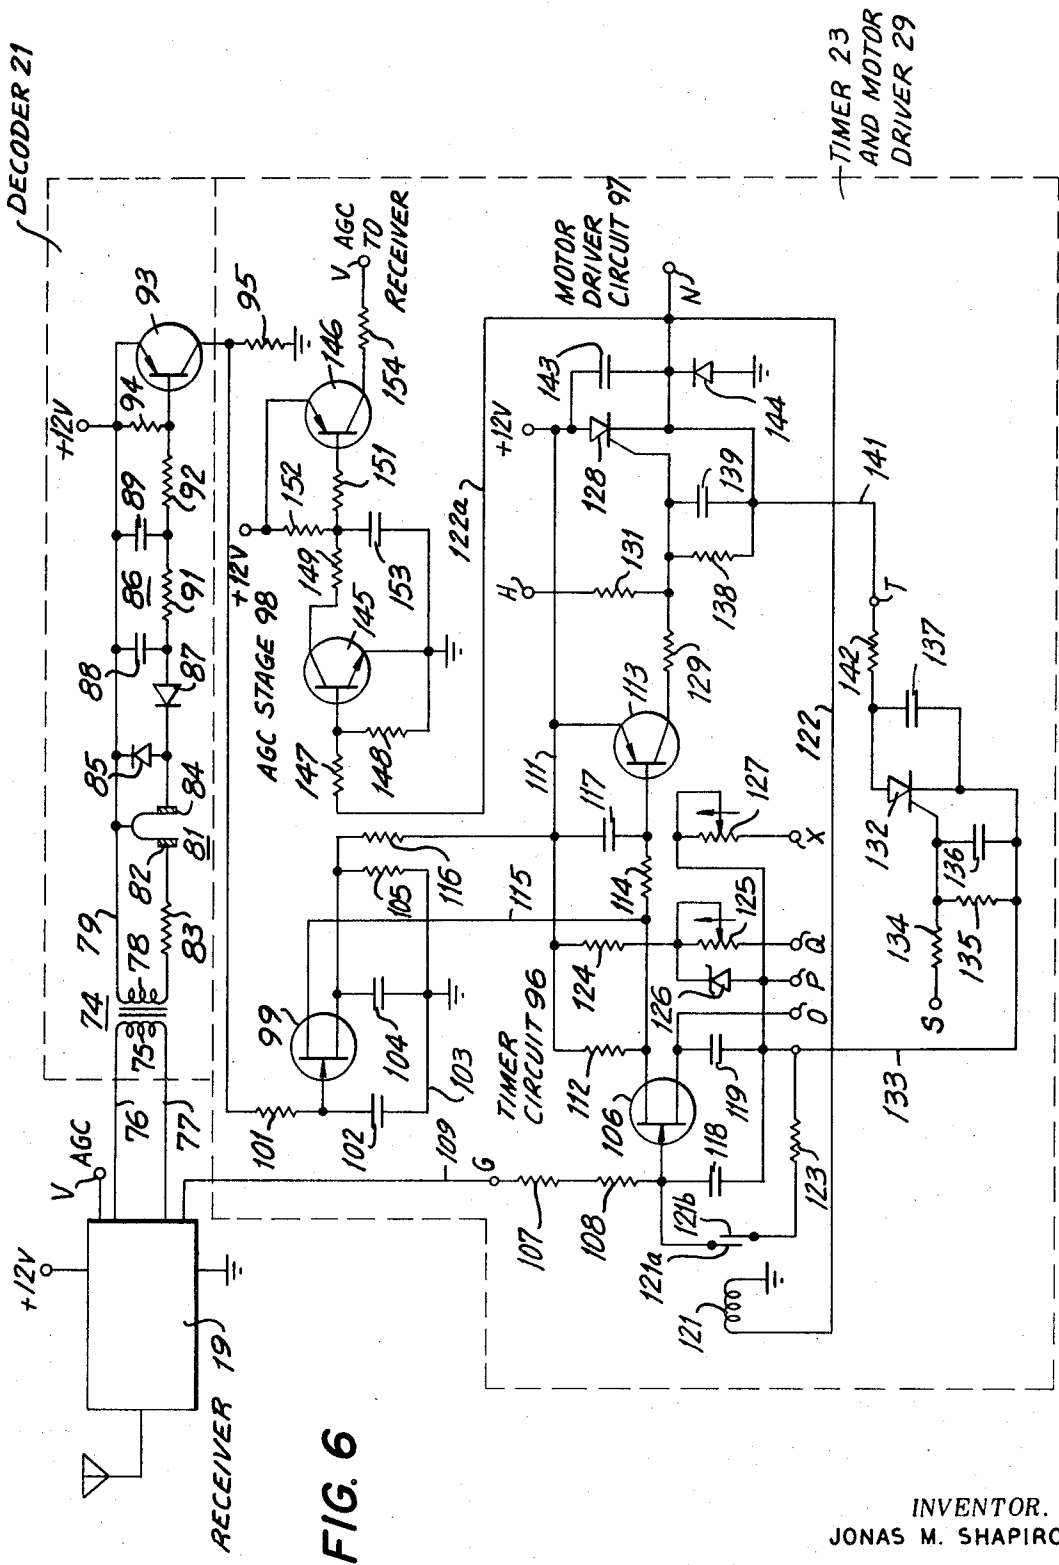 DECODER 21
+12V
93
94
95
89
92
86
91
88
87
85
84
81
82
83
79
78
74
75
76
77
V AGC
+12V
RECEIVER 19
FIG. 6
V AGC
TO
RECEIVER
146
154
151
152
+12V
149
153
145
AGC STAGE 98
147
148
122a
99
101
102
103
104
105
116
115
109
G
107
108
TIMER
CIRCUIT 96
106
112
118
119
121
121a
121b
123
124
125
126
O
P
Q
X
127
122
114
117
111
113
129
H
131
138
139
+12V
128
143
144
MOTOR
DRIVER
CIRCUIT 97
N
141
T
142
137
132
136
134
135
S
133
TIMER 23
AND MOTOR
DRIVER 29
INVENTOR.
JONAS M. SHAPIRO